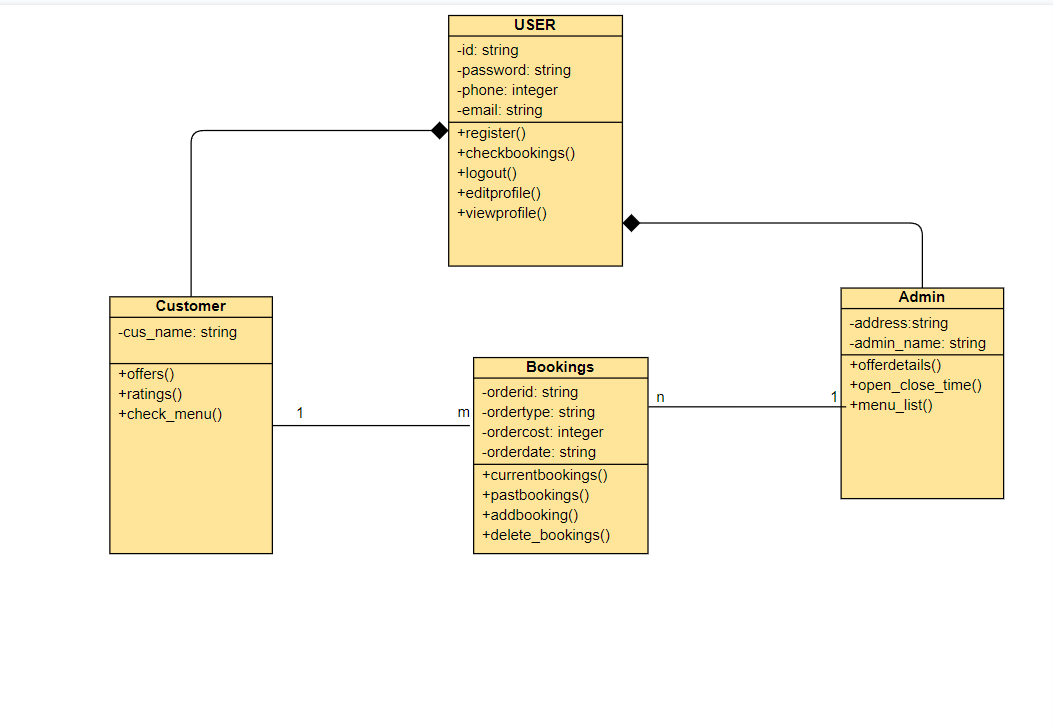 USER
-id: string
-password: string
-phone: integer
-email: string
+register()
+checkbookings()
+logout()
+editprofile()
+viewprofile()
Customer
-cus_name: string
+offers()
+ratings()
+check_menu()
1
m
Bookings
-orderid: string
-ordertype: string
-ordercost: integer
-orderdate: string
+currentbookings()
+pastbookings()
+addbooking()
+delete_bookings()
n
1
Admin
-address:string
-admin_name: string
+offerdetails()
+open_close_time()
+menu_list()